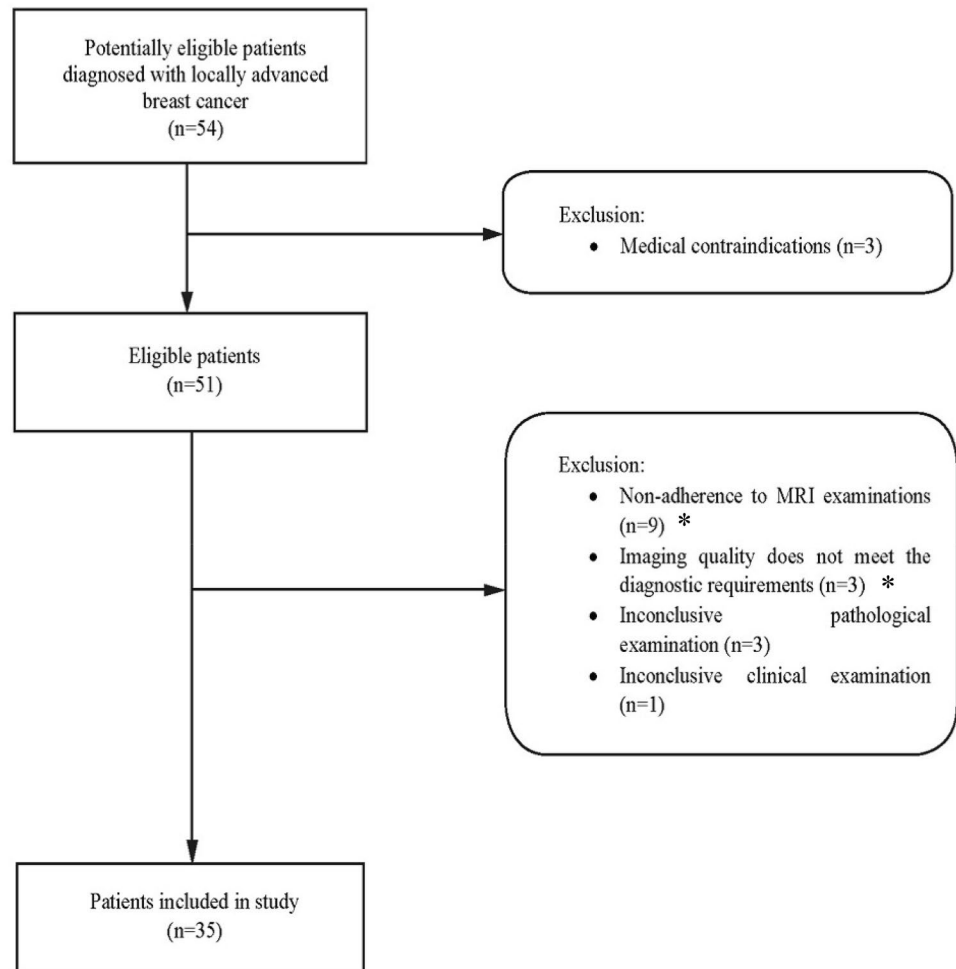 Potentially eligible patients
diagnosed with locally advanced
breast cancer
(n=54)
Exclusion:
• Medical contraindications (n=3)
Eligible patients
(n=51)
Exclusion:
• Non-adherence to MRI examinations
(n=9) *
• Imaging quality does not meet the
diagnostic requirements (n=3) *
• Inconclusive pathological
examination (n=3)
• Inconclusive clinical examination
(n=1)
Patients included in study
(n=35)